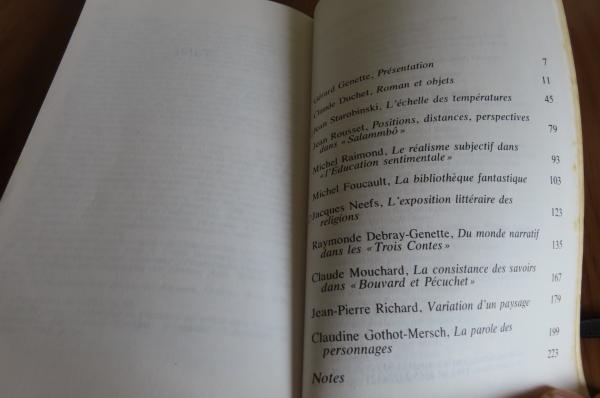 Gérard Genette, Présentation 7
Claude Duchet, Roman et objets 11
Jean Starobinski, L'échelle des températures 45
Jean Rousset, Positions, distances, perspectives
dans « Salammbô » 79
Michel Raimond, Le réalisme subjectif dans
« l'Education sentimentale » 93
Michel Foucault, La bibliothèque fantastique 103
Jacques Neefs, L'exposition littéraire des
religions 123
Raymonde Debray-Genette, Du monde narratif
dans les « Trois Contes » 135
Claude Mouchard, La consistance des savoirs
dans « Bouvard et Pécuchet » 167
Jean-Pierre Richard, Variation d'un paysage 179
Claudine Gothot-Mersch, La parole des
personnages 199
Notes 223